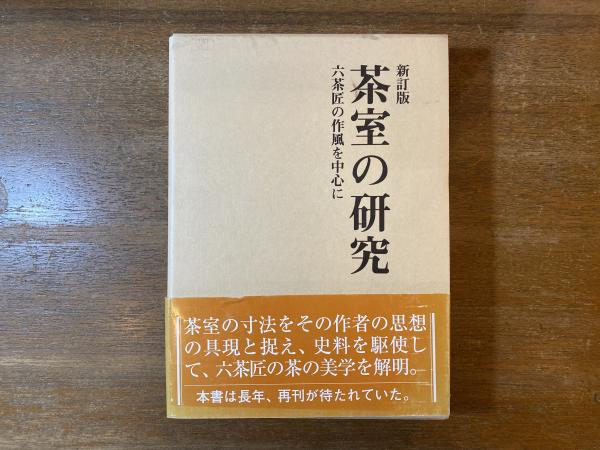 新訂版
茶室の研究
六茶匠の作風を中心に
茶室の寸法をその作者の思想
の具現と捉え、史料を駆使し
て、六茶匠の茶の美学を解明。
本書は長年、再刊が待たれていた。